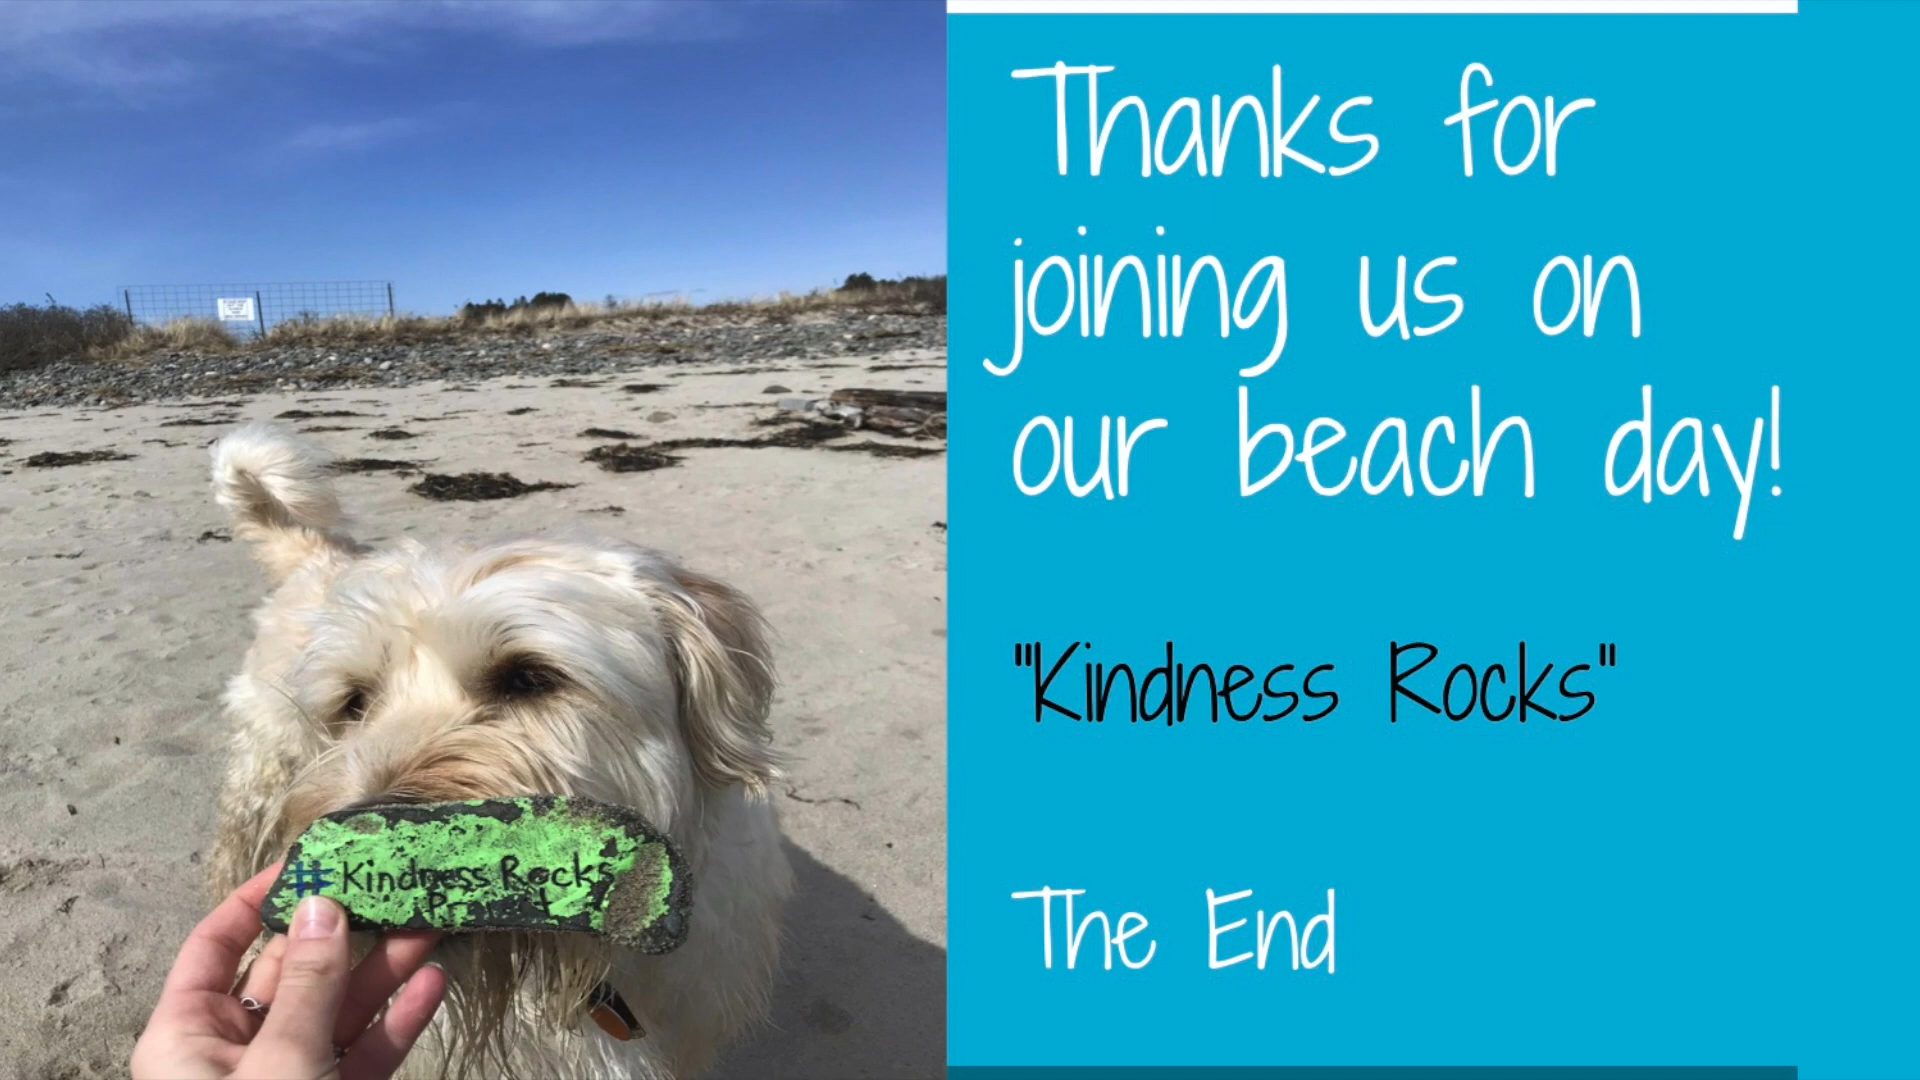 Thanks for
joining us on
our beach day!
"Kindness Rocks"
The End
#Kindness Rocks